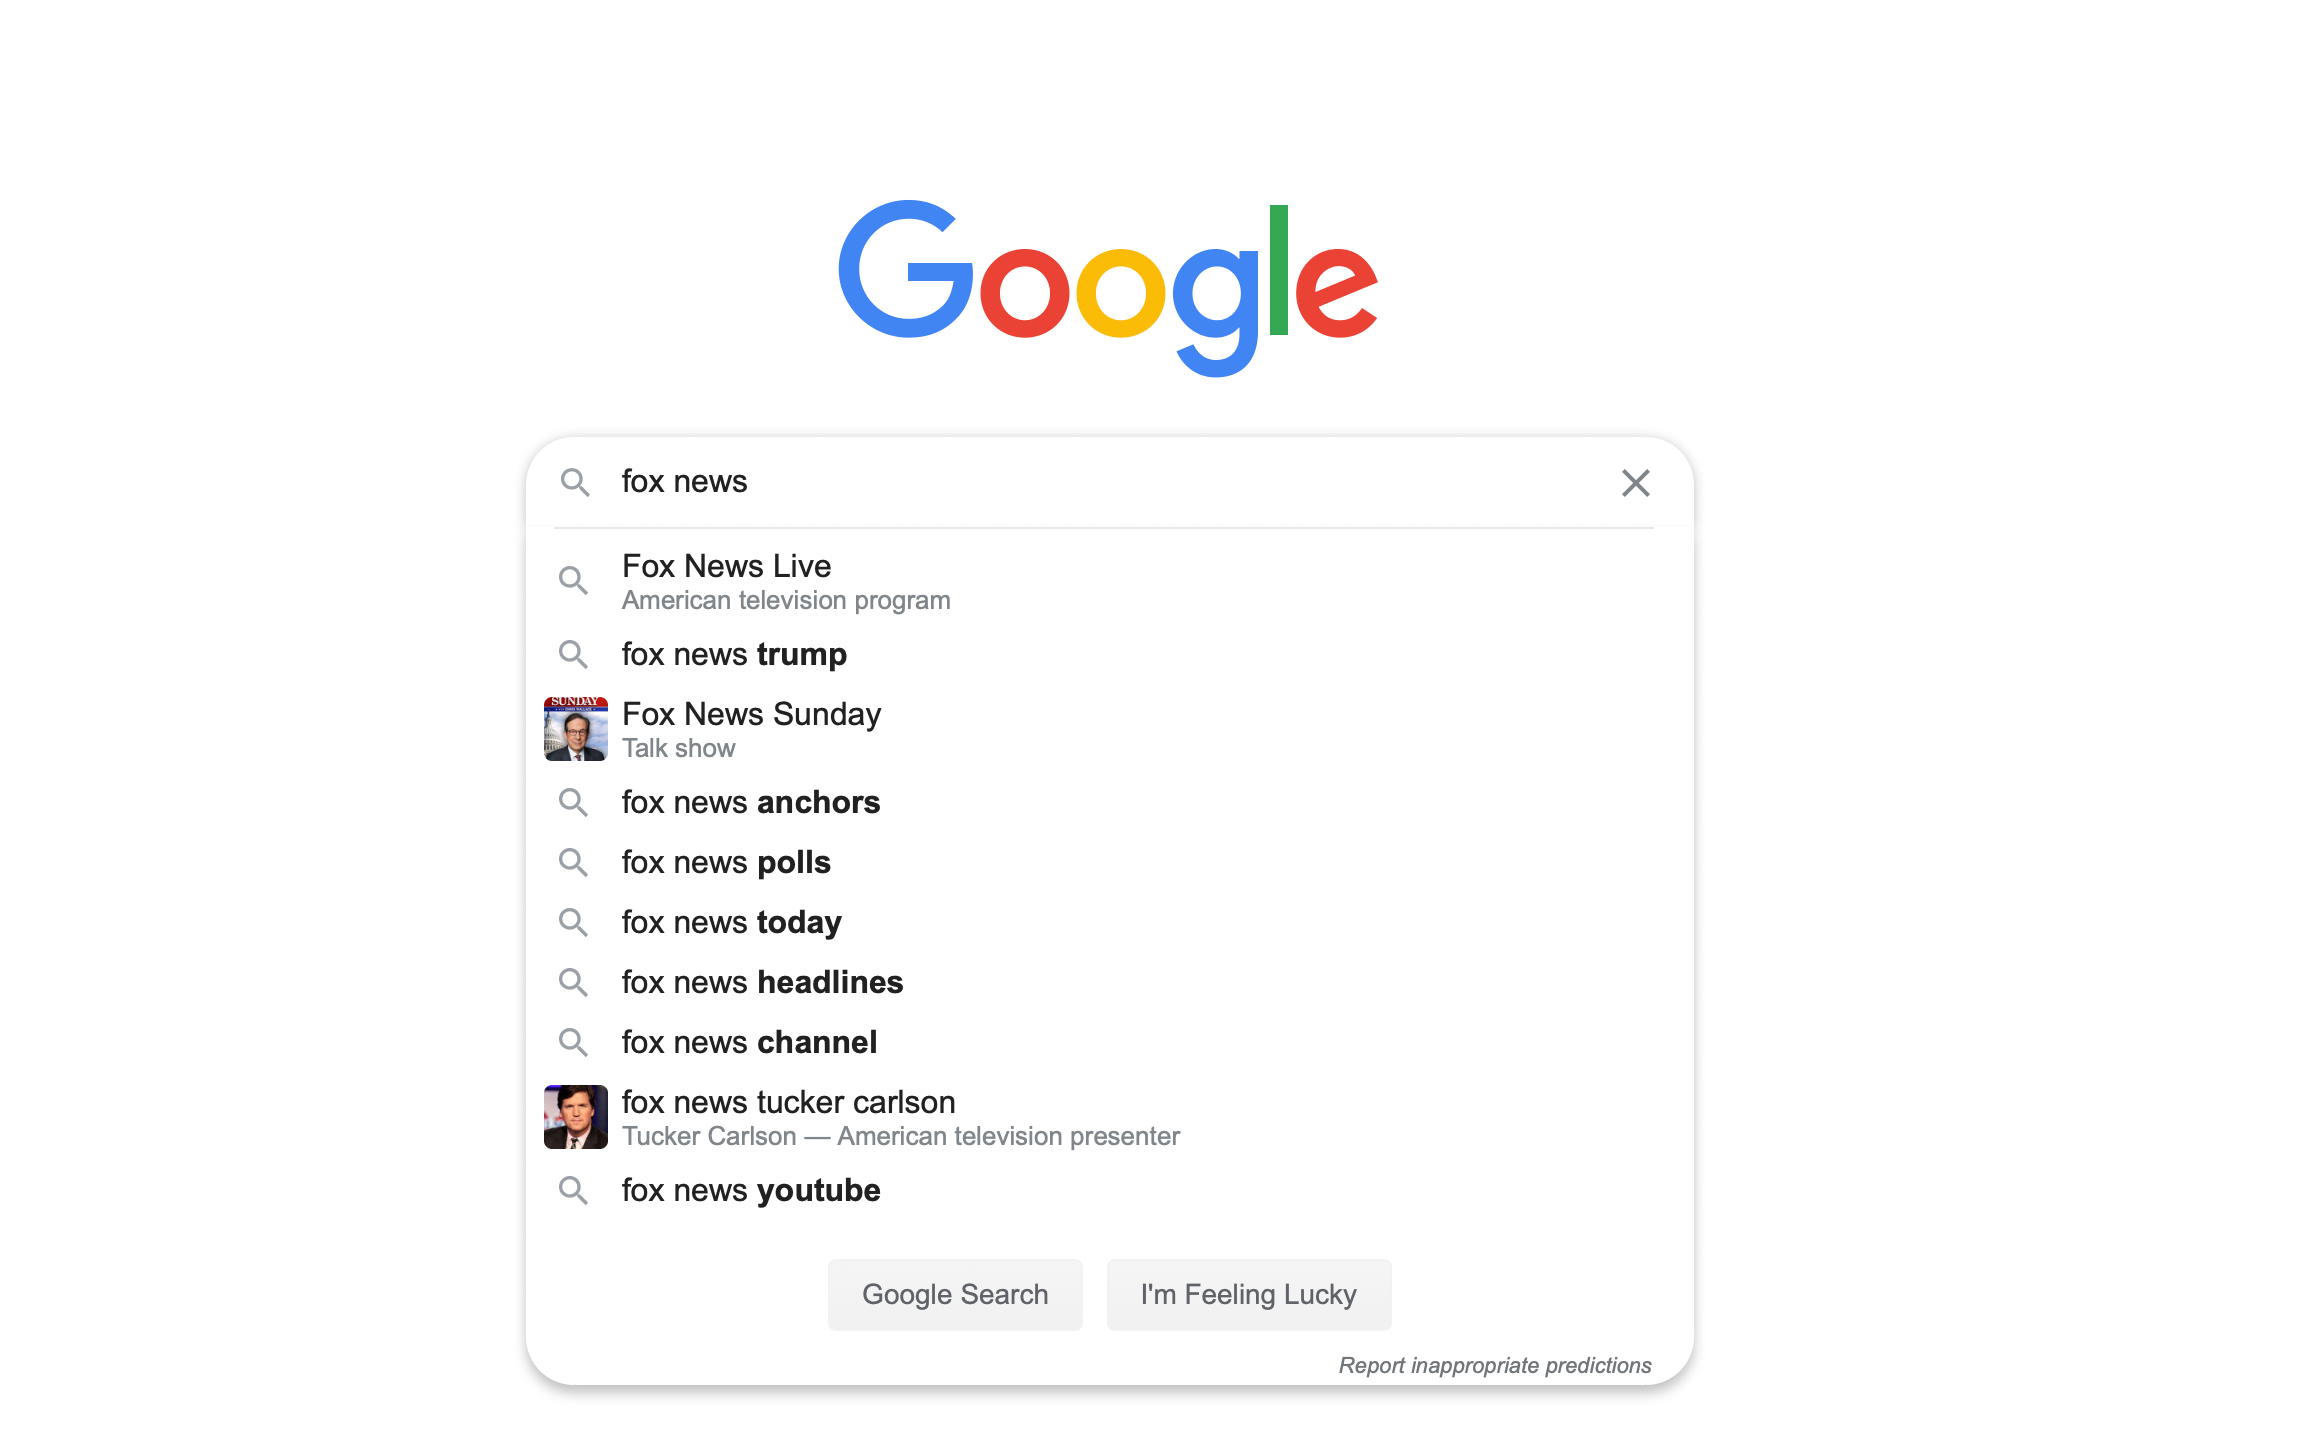 Google
fox news
Fox News Live
American television program
fox news trump
SUNDAY
Fox News Sunday
Talk show
fox news anchors
fox news polls
fox news today
fox news headlines
fox news channel
fox news tucker carlson
Tucker Carlson — American television presenter
fox news youtube
Google Search
I'm Feeling Lucky
Report inappropriate predictions